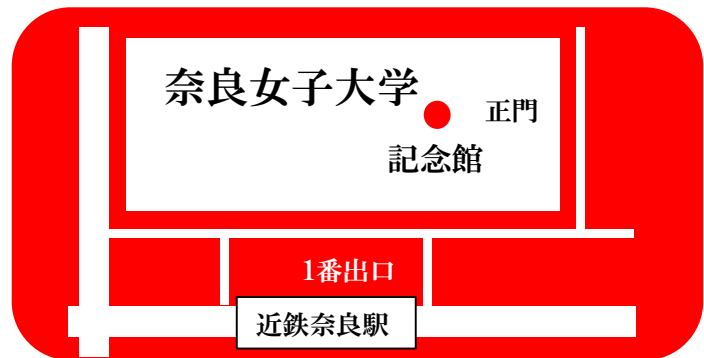 奈良女子大学
正門
記念館
1番出口
近鉄奈良駅